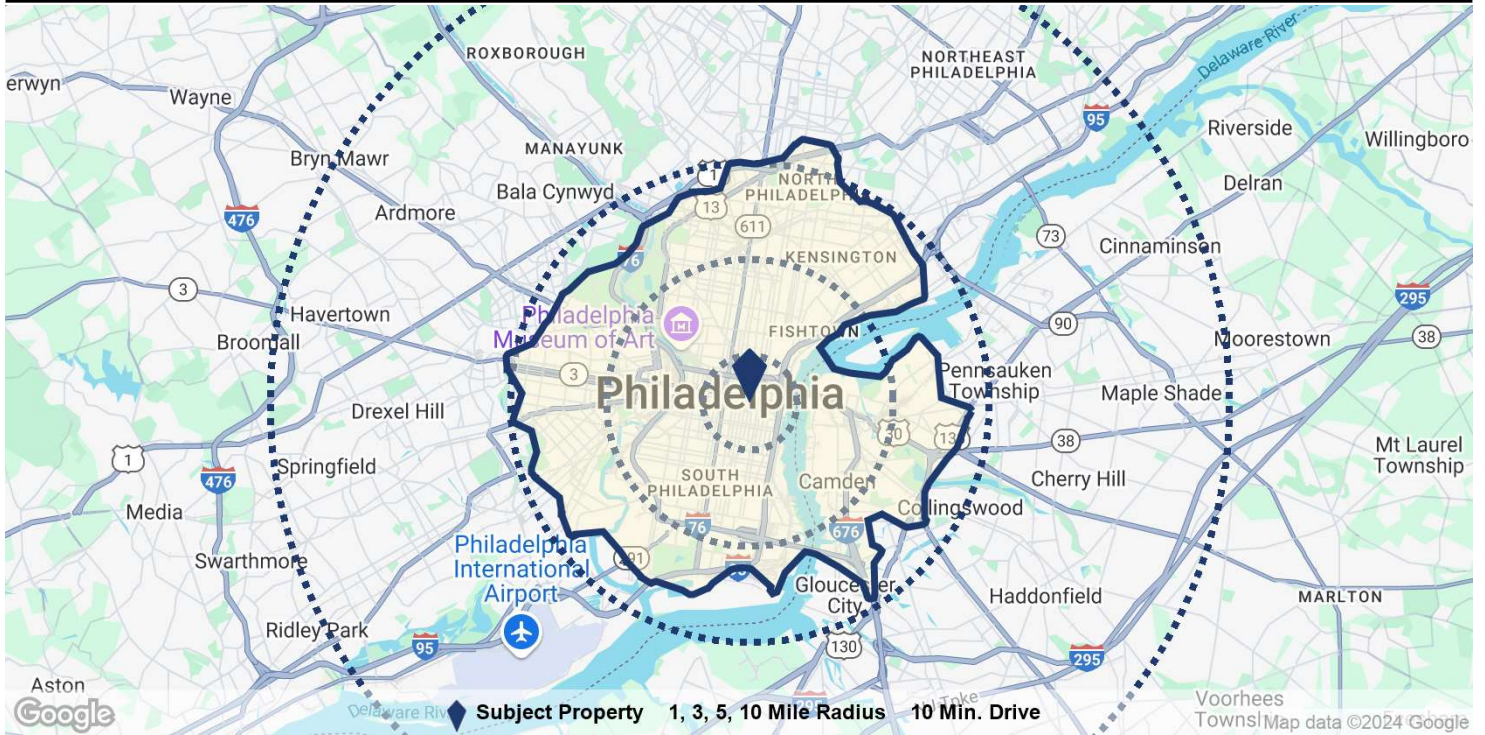 ROXBOROUGH
NORTHEAST
PHILADELPHIA
Delaware River
erwyn
Wayne
95
Riverside
Willingboro
MANAYUNK
Bryn Mawr
1
NORTH
Delran
Bala Cynwyd
13
476
Ardmore
611
73
Cinnaminson
76
KENSINGTON
3
295
Havertown
Philadelphia
Museum of Art
FISHTOWN
90
Broomall
Moorestown
38
3
Pennsauken
Township
Philadelphia
Maple Shade
Drexel Hill
30
38
1
Springfield
Mt Laurel
Township
476
SOUTH
PHILADELPHIA
Camden
Cherry Hill
Media
Collingswood
76
676
Swarthmore
Philadelphia
International
Airport
291
Gloucester
City
Haddonfield
MARLTON
Ridley Park
95
130
295
Aston
Voorhees
Township
Google
Subject Property 1, 3, 5, 10 Mile Radius 10 Min. Drive
Map data ©2024 Google